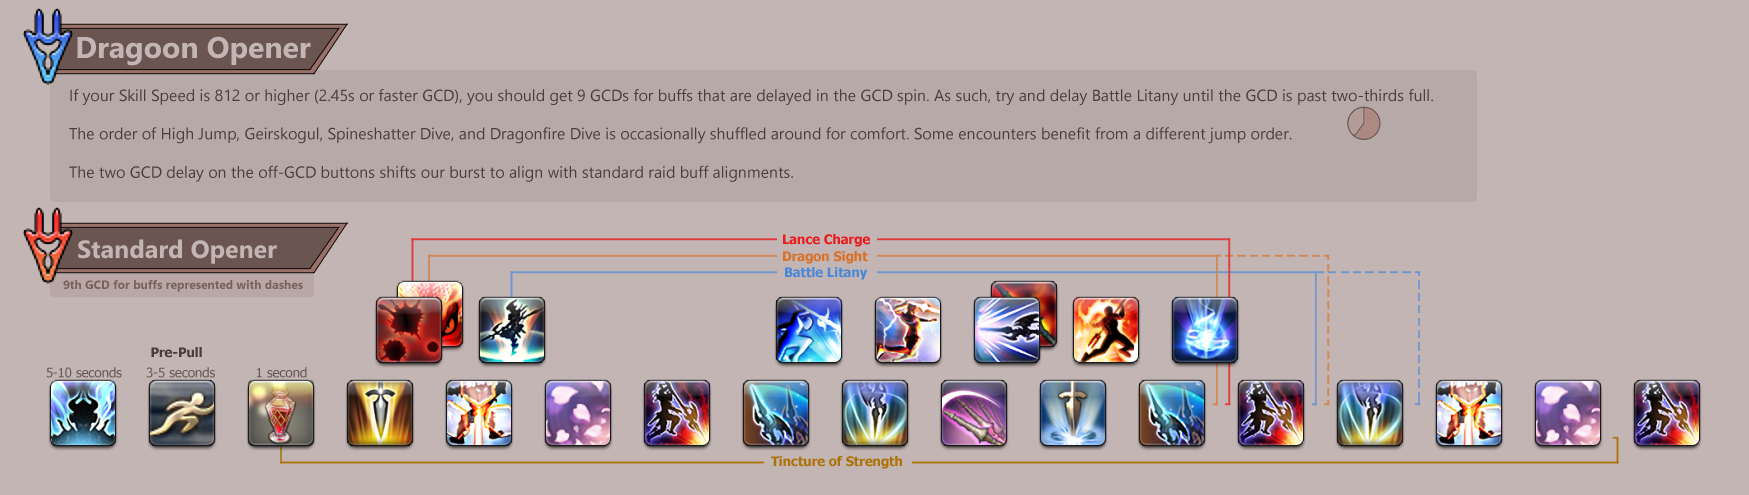 Dragoon Opener
If your Skill Speed is 812 or higher (2.45s or faster GCD), you should get 9 GCDs for buffs that are delayed in the GCD spin. As such, try and delay Battle Litany until the GCD is past two-thirds full.
The order of High Jump, Geirskogul, Spineshatter Dive, and Dragonfire Dive is occasionally shuffled around for comfort. Some encounters benefit from a different jump order.
The two GCD delay on the off-GCD buttons shifts our burst to align with standard raid buff alignments.
Standard Opener
9th GCD for buffs represented with dashes
Lance Charge
Dragon Sight
Battle Litany
Pre-Pull
5-10 seconds
3-5 seconds
1 second
Tincture of Strength